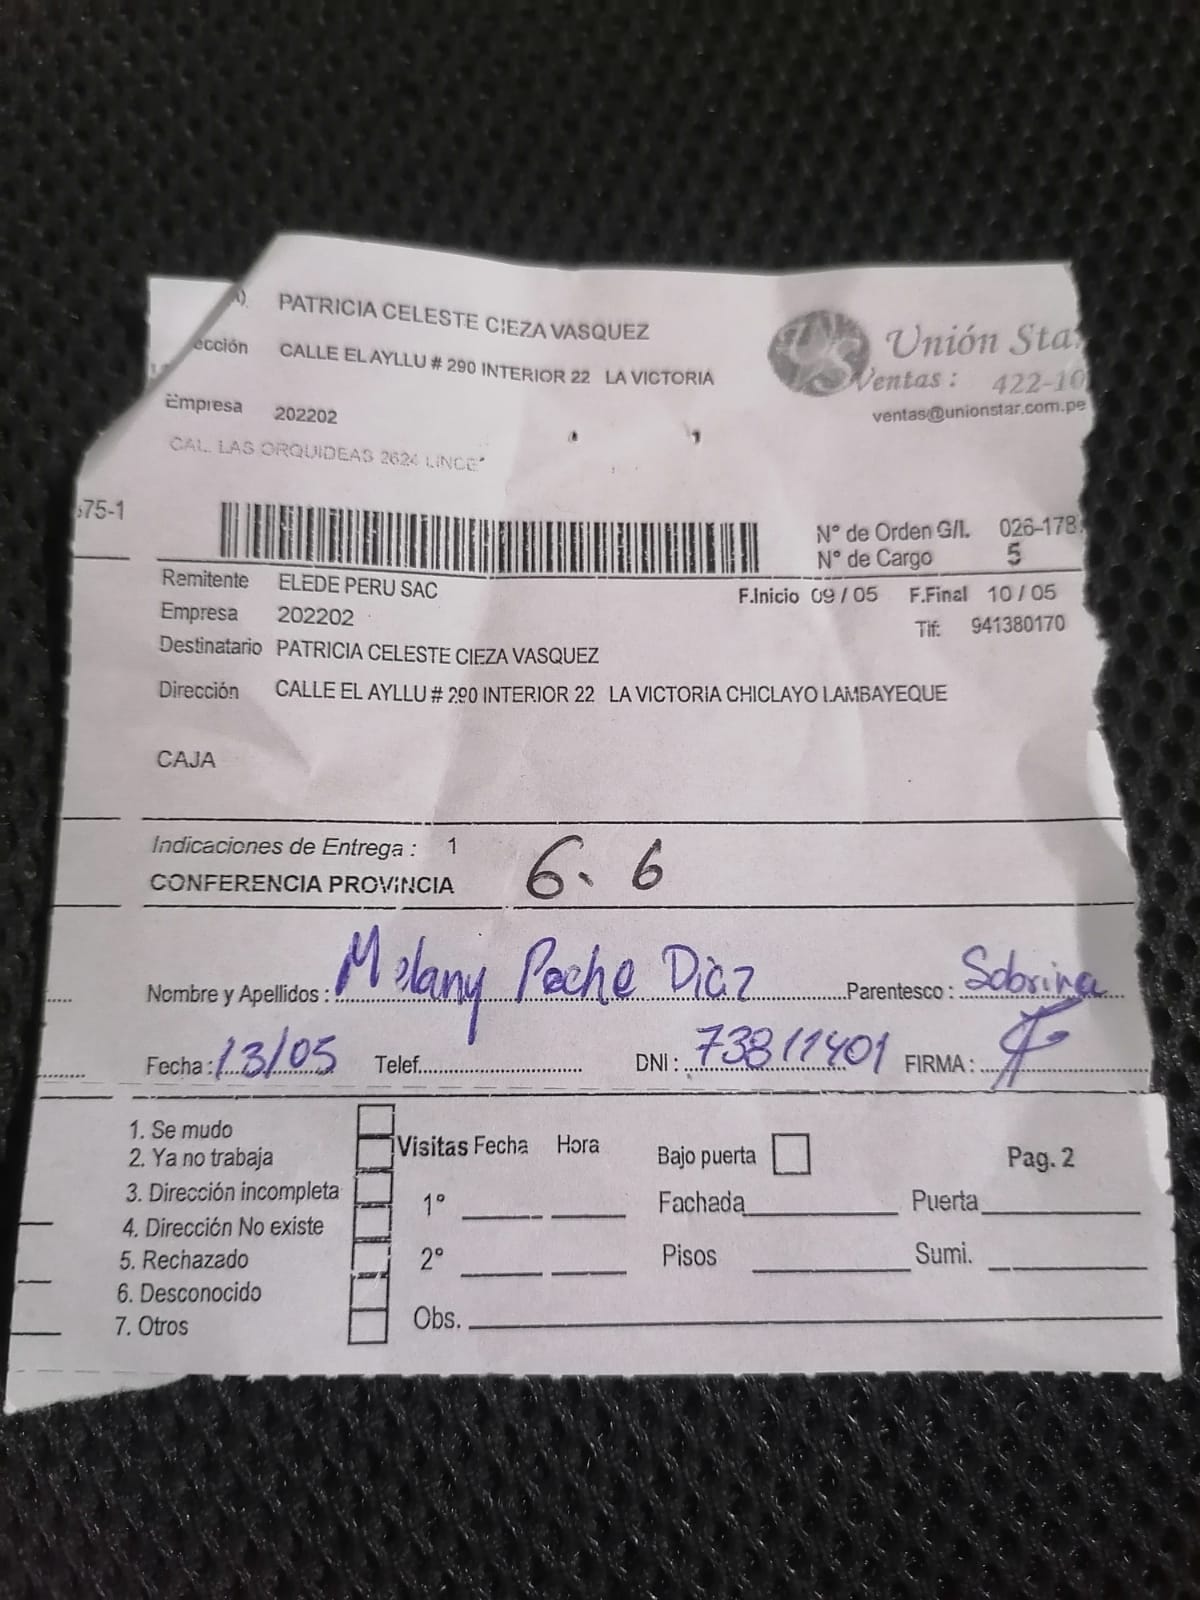 PATRICIA CELESTE CIEZA VASQUEZ
ección CALLE EL AYLLU # 290 INTERIOR 22 LA VICTORIA
Unión Sta
Ventas : 422-10
ventas@unionstar.com.pe
Empresa 202202
CAL. LAS ORQUIDEAS 2624 LINCE
75-1
N° de Orden G/I. 026-178
N° de Cargo 5
Remitente ELEDE PERU SAC
F.Inicio 09 / 05 F.Final 10 / 05
Empresa 202202
Tlf: 941380170
Destinatario PATRICIA CELESTE CIEZA VASQUEZ
Dirección CALLE EL AYLLU # 290 INTERIOR 22 LA VICTORIA CHICLAYO LAMBAYEQUE
CAJA
Indicaciones de Entrega : 1
CONFERENCIA PROVINCIA 6. 6
Nombre y Apellidos : Melany Peche Diaz Parentesco : Sobrina
Fecha : 13/05 Telef. DNI : 73811401 FIRMA :
1. Se mudo
2. Ya no trabaja
3. Dirección incompleta
4. Dirección No existe
5. Rechazado
6. Desconocido
7. Otros
Visitas Fecha Hora
1°
2°
Obs.
Bajo puerta Pag. 2
Fachada Puerta
Pisos Sumi.